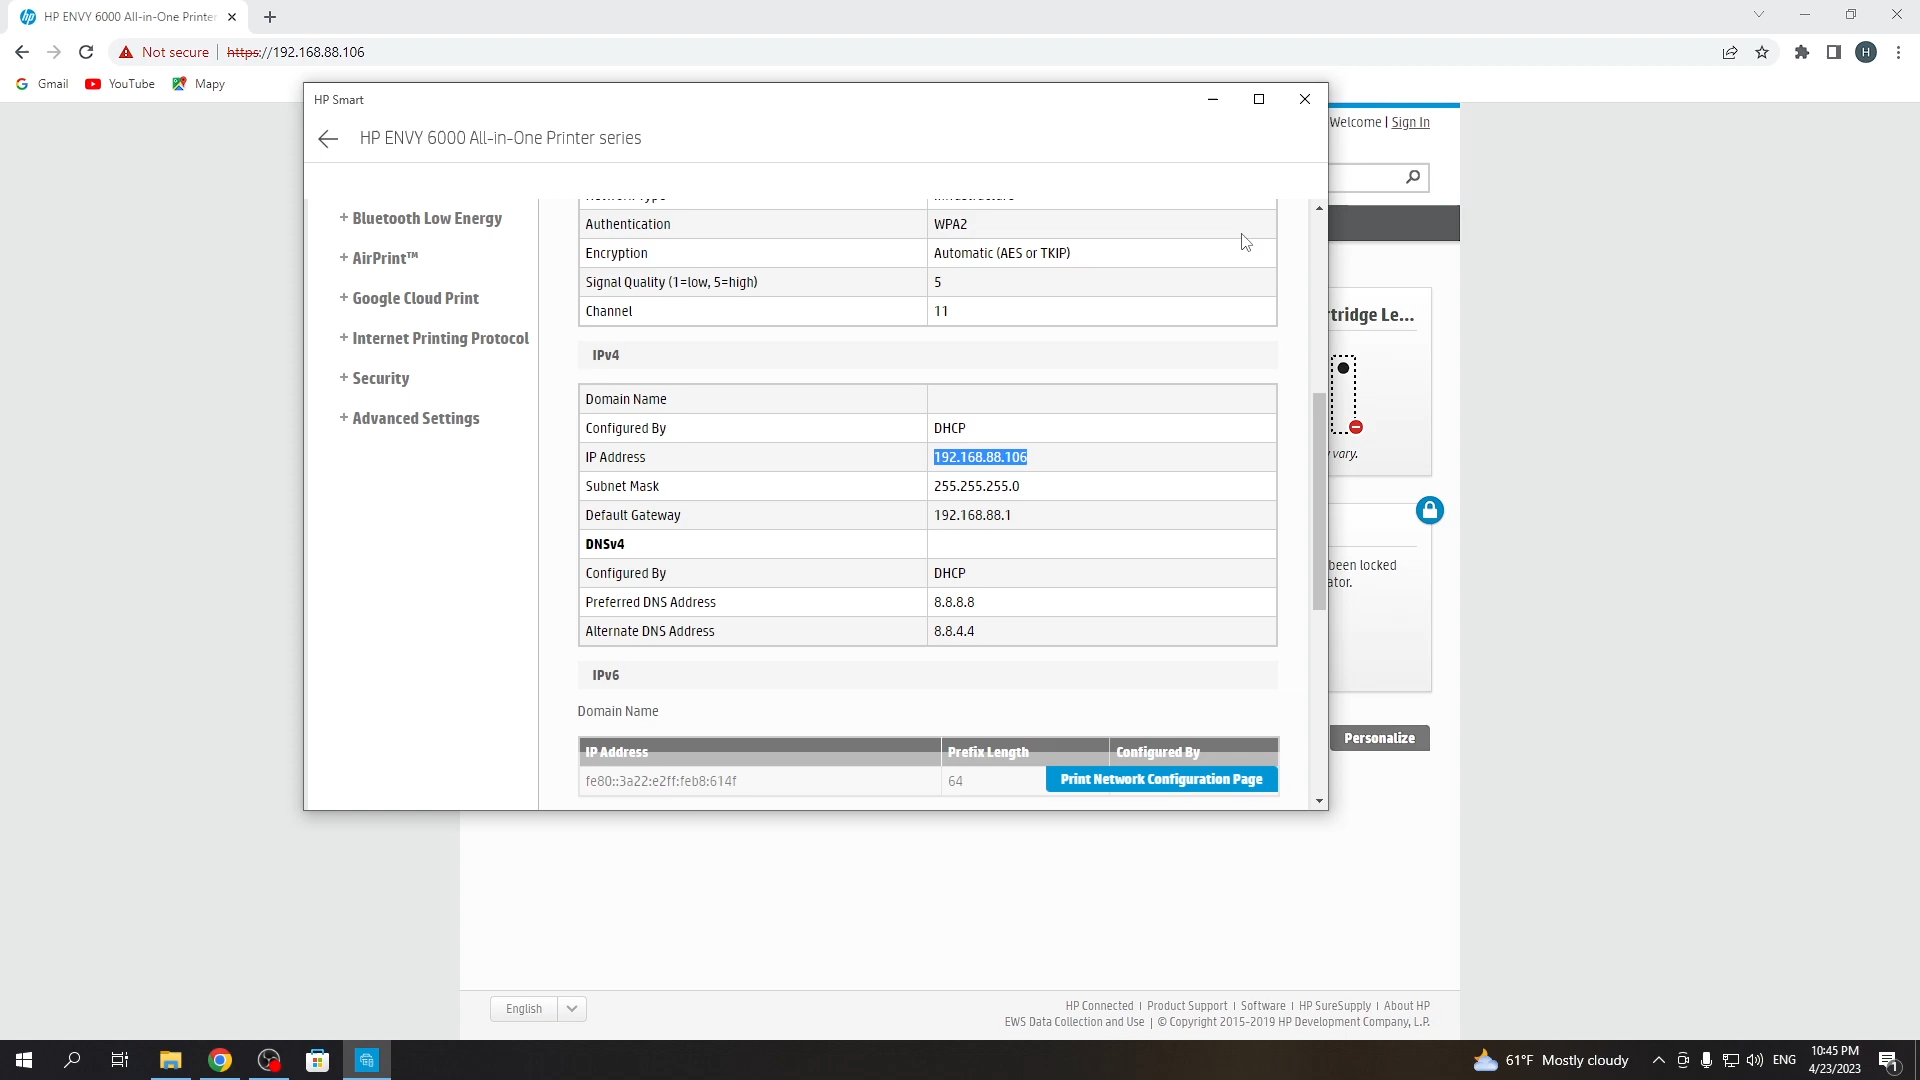 HP ENVY 6000 All-in-One Printer
Not secure | https://192.168.88.106
H
Gmail YouTube Mapy
HP Smart
HP ENVY 6000 All-in-One Printer series
Welcome | Sign In
+ Bluetooth Low Energy
+ AirPrint™
+ Google Cloud Print
+ Internet Printing Protocol
+ Security
+ Advanced Settings
Network Type Infrastructure
Authentication WPA2
Encryption Automatic (AES or TKIP)
Signal Quality (1=low, 5=high) 5
Channel 11
IPv4
Domain Name
Configured By DHCP
IP Address 192.168.88.106
Subnet Mask 255.255.255.0
Default Gateway 192.168.88.1
DNSv4
Configured By DHCP
Preferred DNS Address 8.8.8.8
Alternate DNS Address 8.8.4.4
IPv6
Domain Name
IP Address Prefix Length Configured By
fe80::3a22:e2ff:feb8:614f 64
Print Network Configuration Page
tridge Le...
vary.
been locked
ator.
Personalize
English
HP Connected | Product Support | Software | HP SureSupply | About HP
EWS Data Collection and Use | © Copyright 2015-2019 HP Development Company, L.P.
61°F Mostly cloudy
ENG
10:45 PM
4/23/2023
1